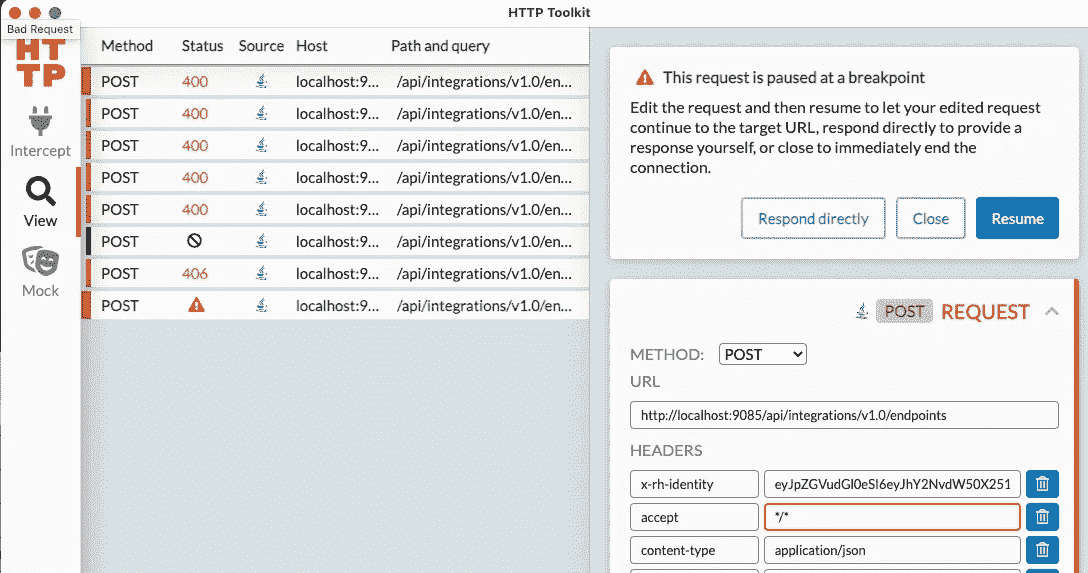 HTTP Toolkit
Bad Request
HT
TP
Intercept
View
Mock
Method Status Source Host Path and query
POST 400 localhost:9... /api/integrations/v1.0/en...
POST 400 localhost:9... /api/integrations/v1.0/en...
POST 400 localhost:9... /api/integrations/v1.0/en...
POST 400 localhost:9... /api/integrations/v1.0/en...
POST 400 localhost:9... /api/integrations/v1.0/en...
POST localhost:9... /api/integrations/v1.0/en...
POST 406 localhost:9... /api/integrations/v1.0/en...
POST localhost:9... /api/integrations/v1.0/en...
This request is paused at a breakpoint
Edit the request and then resume to let your edited request
continue to the target URL, respond directly to provide a
response yourself, or close to immediately end the
connection.
Respond directly Close Resume
POST REQUEST
METHOD: POST
URL
http://localhost:9085/api/integrations/v1.0/endpoints
HEADERS
x-rh-identity eyJpZGVudGl0eSI6eyJhY2NvdW50X251
accept */*
content-type application/json